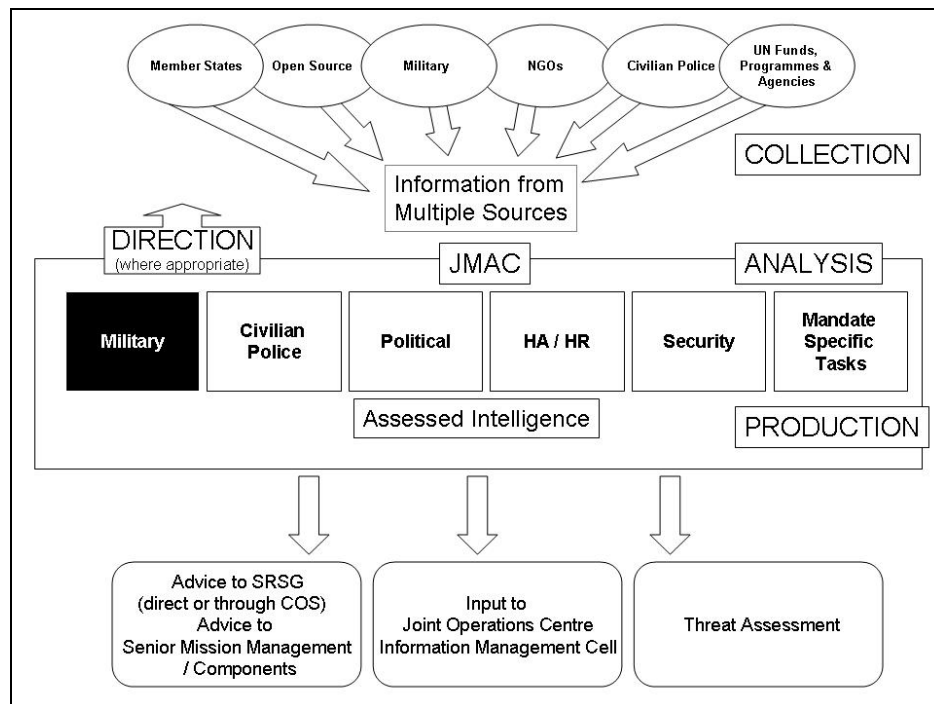 Member States
Open Source
Military
NGOs
Civilian Police
UN Funds,
Programmes &
Agencies
COLLECTION
Information from
Multiple Sources
DIRECTION
(where appropriate)
JMAC
ANALYSIS
Military
Civilian
Police
Political
HA / HR
Security
Mandate
Specific
Tasks
Assessed Intelligence
PRODUCTION
Advice to SRSG
(direct or through COS)
Advice to
Senior Mission Management
/ Components
Input to
Joint Operations Centre
Information Management Cell
Threat Assessment